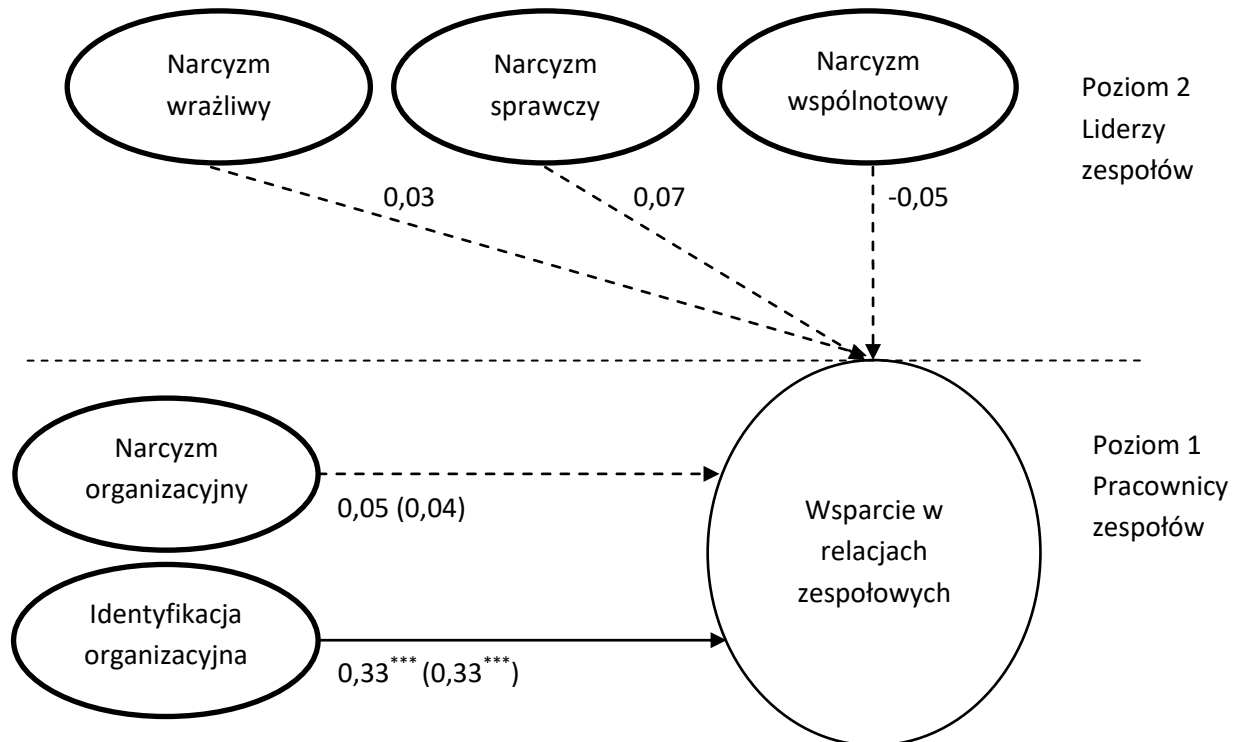 Narcyzm
wrażliwy
Narcyzm
sprawczy
Narcyzm
wspólnotowy
Poziom 2
Liderzy
zespołów
0,03
0,07
-0,05
Narcyzm
organizacyjny
0,05 (0,04)
Identyfikacja
organizacyjna
0,33*** (0,33***)
Wsparcie w
relacjach
zespołowych
Poziom 1
Pracownicy
zespołów